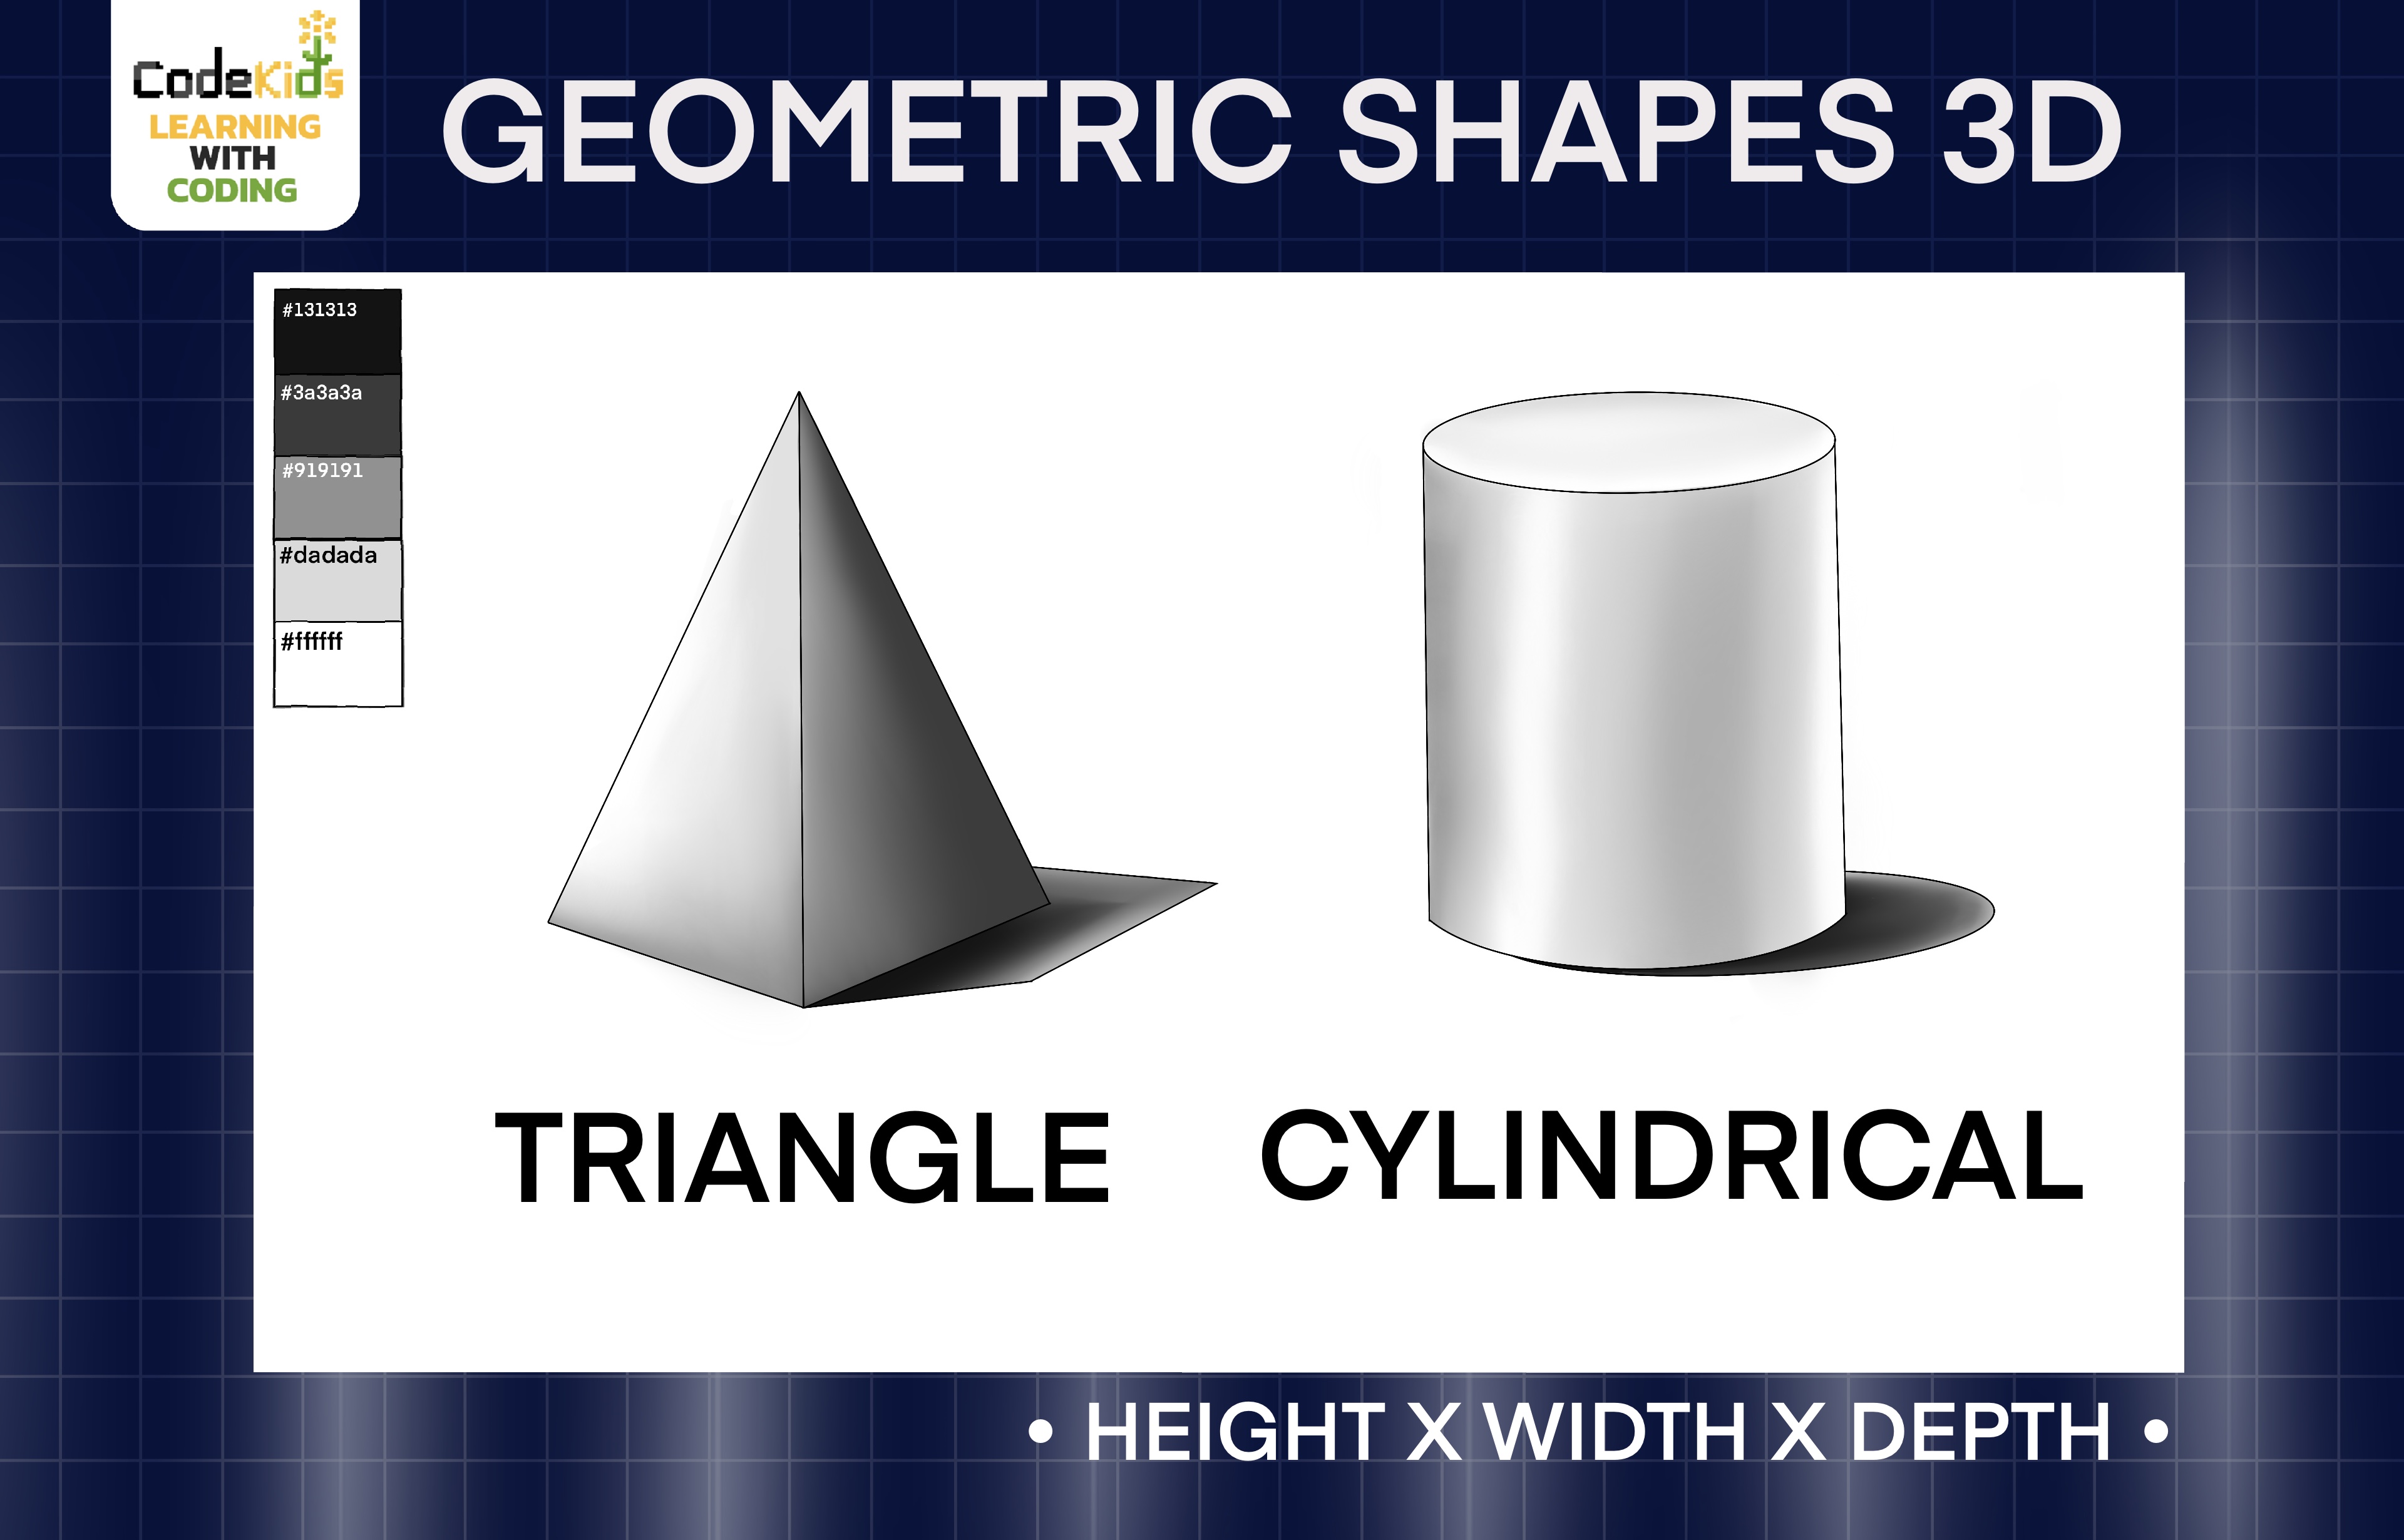 CodeKids
LEARNING
WITH
CODING
GEOMETRIC SHAPES 3D
#131313
#3a3a3a
#919191
#dadada
#ffffff
TRIANGLE
CYLINDRICAL
• HEIGHT X WIDTH X DEPTH •